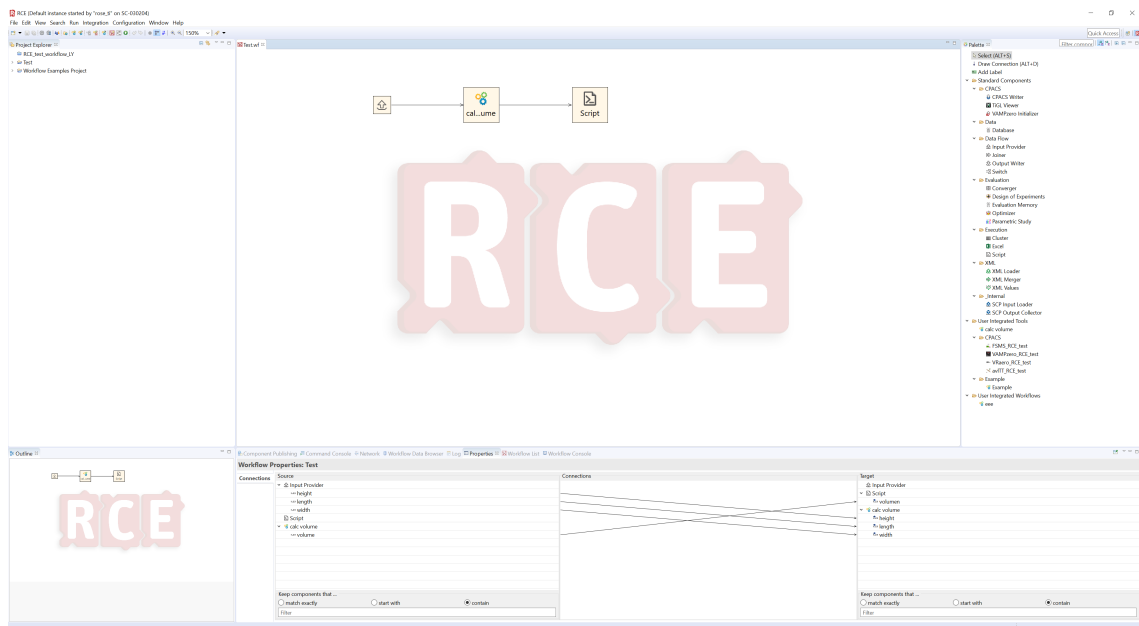 RCE (Default instance started by "rose_ti" on SC-030204)
File Edit View Search Run Integration Configuration Window Help
150%
Quick Access
Project Explorer
RCE_test_workflow_LY
Test
Workflow Examples Project
Test.wf
cal...ume
Script
RCE
Palette
Filter common
Select (ALT+S)
Draw Connection (ALT+D)
Add Label
Standard Components
CPACS
CPACS Writer
TiGL Viewer
VAMPzero Initializer
Data
Database
Data Flow
Input Provider
Joiner
Output Writer
Switch
Evaluation
Converger
Design of Experiments
Evaluation Memory
Optimizer
Parametric Study
Execution
Cluster
Excel
Script
XML
XML Loader
XML Merger
XML Values
_Internal
SCP Input Loader
SCP Output Collector
User Integrated Tools
calc volume
CPACS
FSMS_RCE_test
VAMPzero_RCE_test
VRaero_RCE_test
avlTT_RCE_test
Example
Example
User Integrated Workflows
eee
Outline
RCE
Component Publishing Command Console Network Workflow Data Browser Log Properties Workflow List Workflow Console
Workflow Properties: Test
Connections
Source
Input Provider
height
length
width
Script
calc volume
volume
Keep components that ...
match exactly start with contain
Filter
Connections
Target
Input Provider
Script
volumen
calc volume
height
length
width
Keep components that ...
match exactly start with contain
Filter